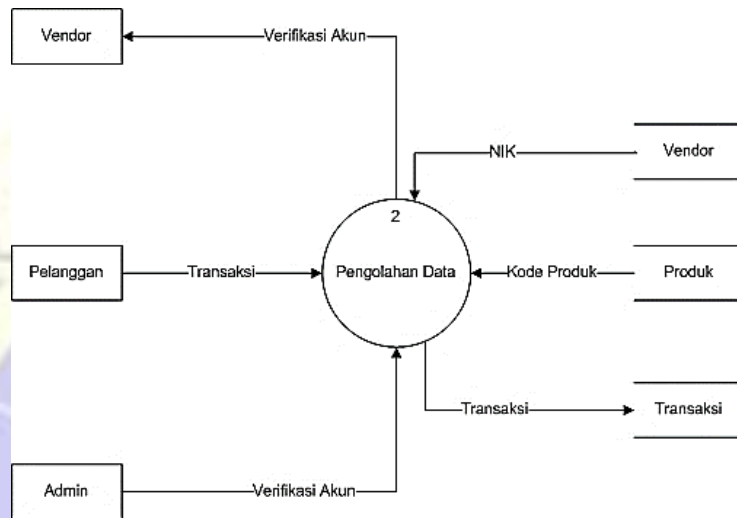 Vendor
Verifikasi Akun
NIK
Vendor
2
Pelanggan
Transaksi
Pengolahan Data
Kode Produk
Produk
Transaksi
Transaksi
Admin
Verifikasi Akun